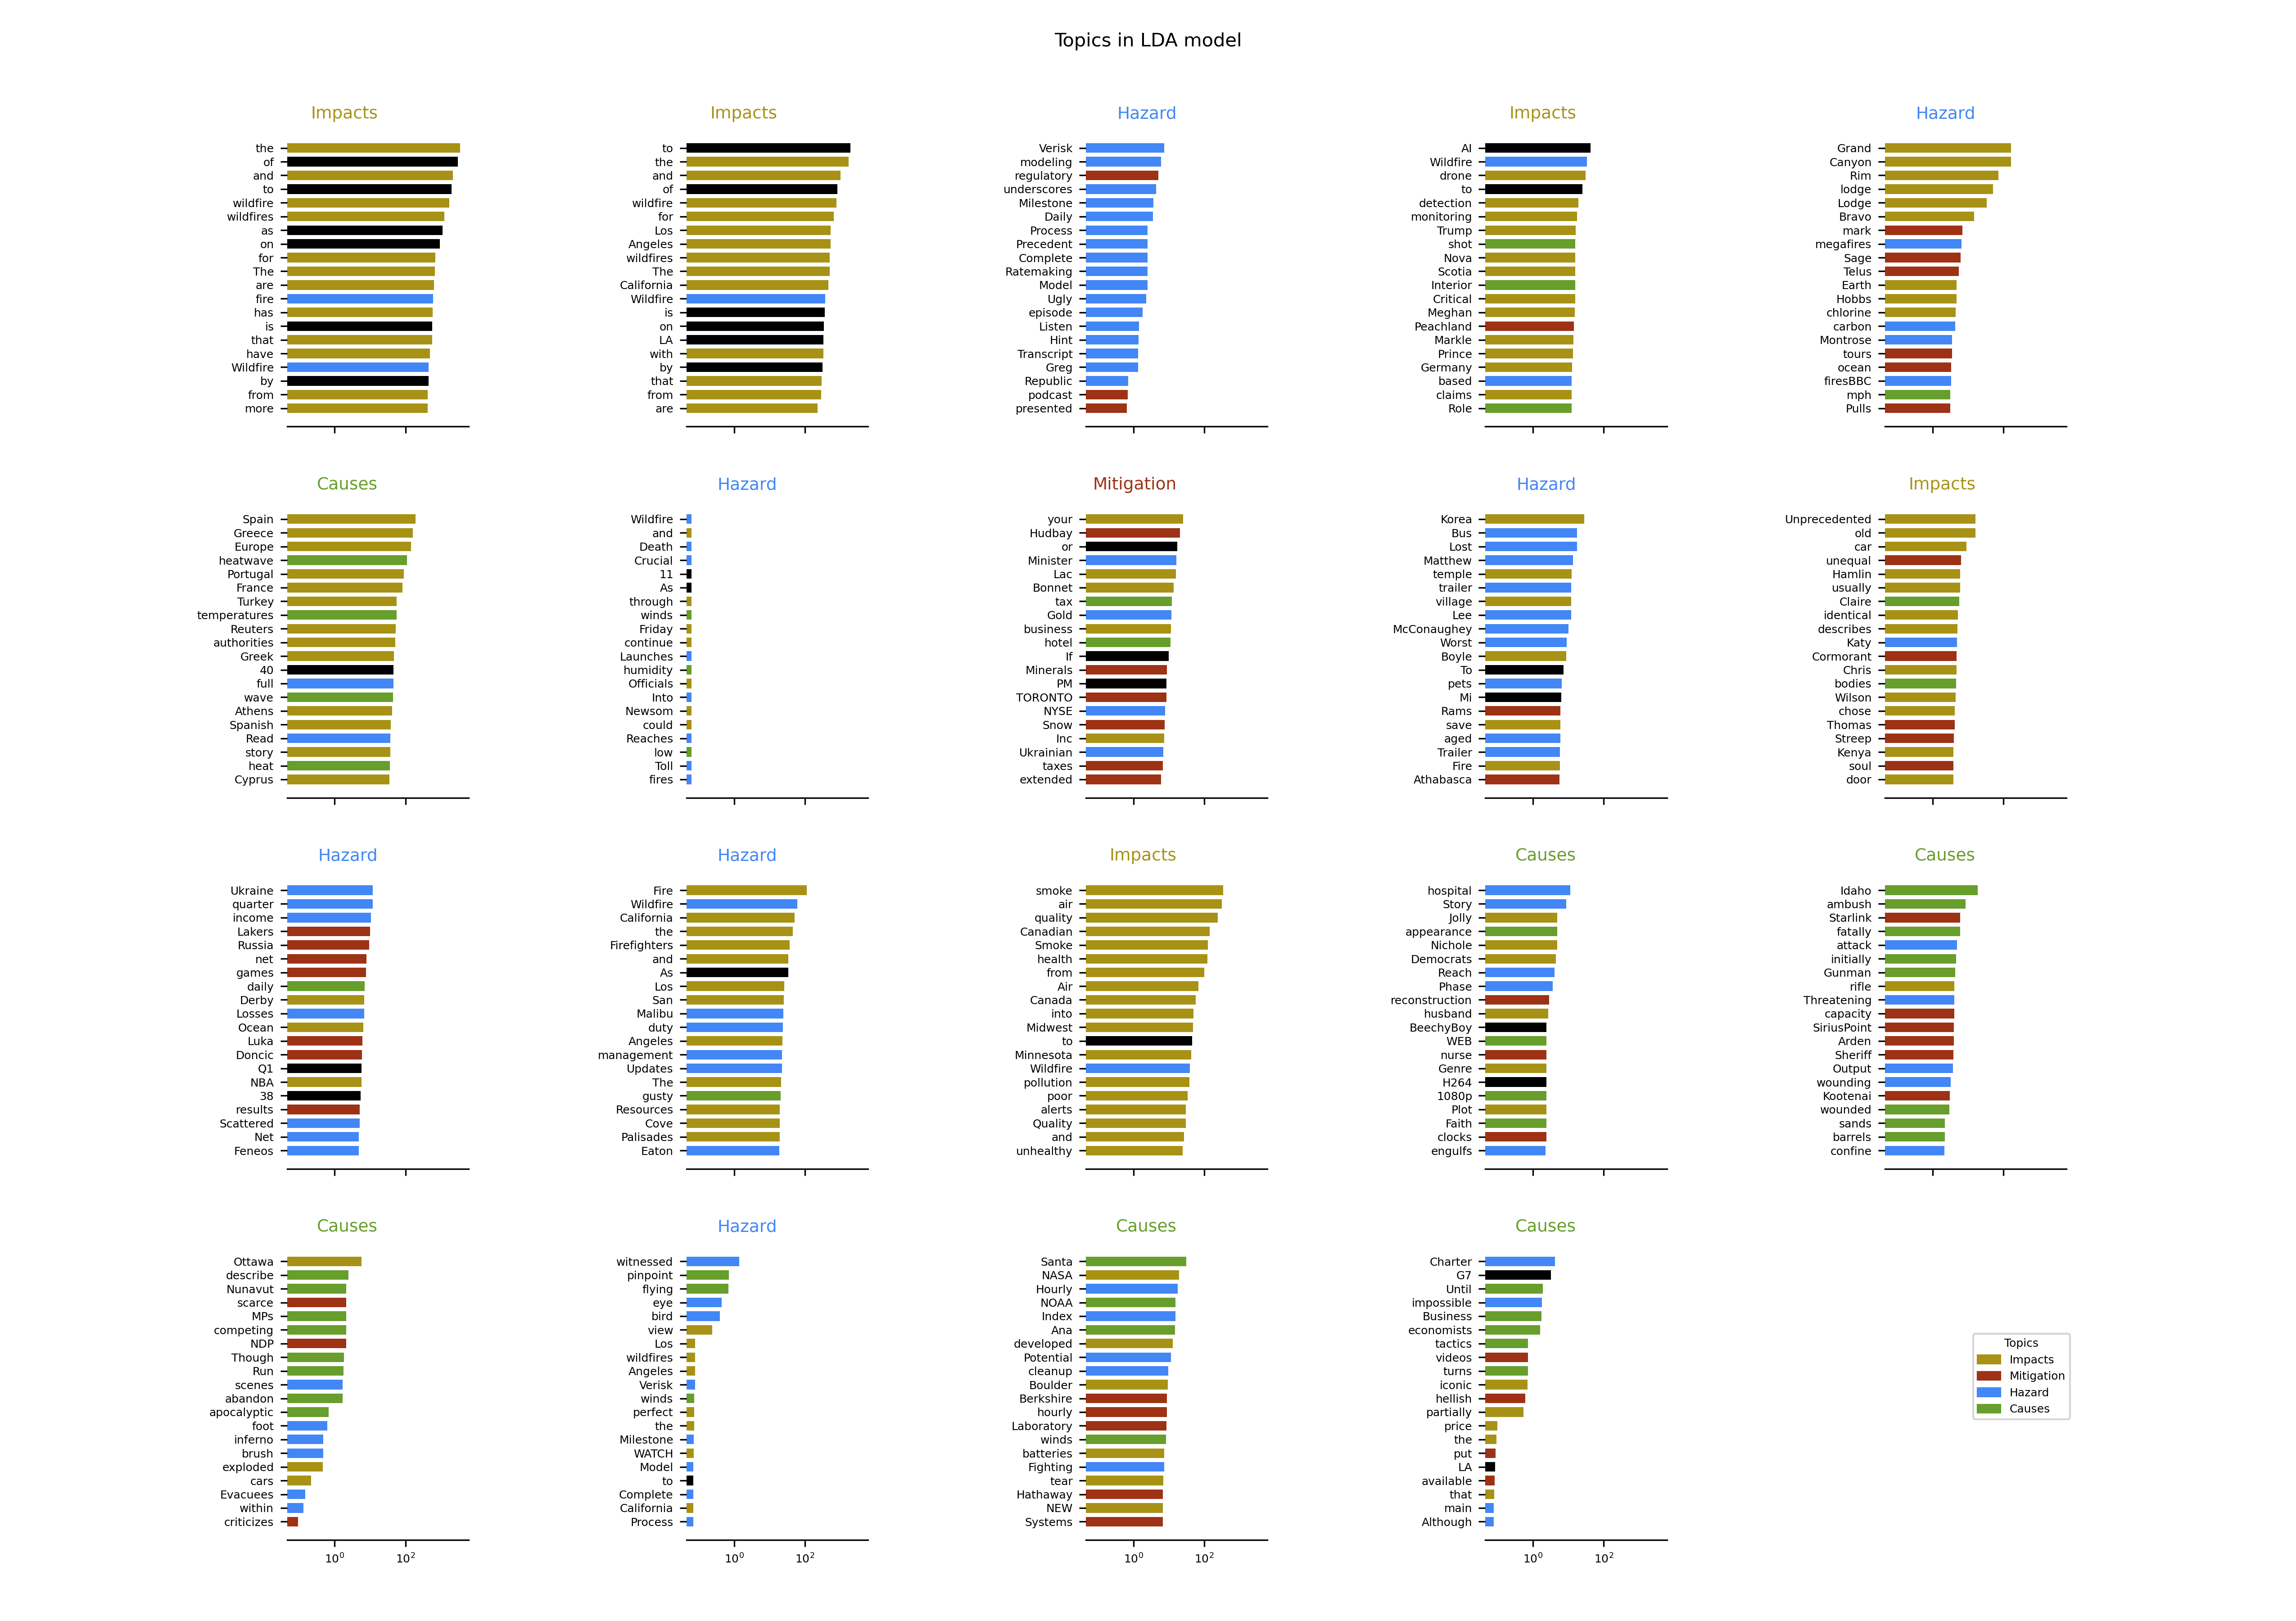 Topics in LDA model
Impacts
the
of
and
to
wildfire
wildfires
as
on
for
The
are
fire
has
is
that
have
Wildfire
by
from
more
Impacts
to
the
and
of
wildfire
for
Los
Angeles
wildfires
The
California
Wildfire
is
on
LA
with
by
that
from
are
Hazard
Verisk
modeling
regulatory
underscores
Milestone
Daily
Process
Precedent
Complete
Ratemaking
Model
Ugly
episode
Listen
Hint
Transcript
Greg
Republic
podcast
presented
Impacts
AI
Wildfire
drone
to
detection
monitoring
Trump
shot
Nova
Scotia
Interior
Critical
Meghan
Peachland
Markle
Prince
Germany
based
claims
Role
Hazard
Grand
Canyon
Rim
lodge
Lodge
Bravo
mark
megafires
Sage
Telus
Earth
Hobbs
chlorine
carbon
Montrose
tours
ocean
firesBBC
mph
Pulls
Causes
Spain
Greece
Europe
heatwave
Portugal
France
Turkey
temperatures
Reuters
authorities
Greek
40
full
wave
Athens
Spanish
Read
story
heat
Cyprus
Hazard
Wildfire
and
Death
Crucial
11
As
through
winds
Friday
continue
Launches
humidity
Officials
Into
Newsom
could
Reaches
low
Toll
fires
Mitigation
your
Hudbay
or
Minister
Lac
Bonnet
tax
Gold
business
hotel
If
Minerals
PM
TORONTO
NYSE
Snow
Inc
Ukrainian
taxes
extended
Hazard
Korea
Bus
Lost
Matthew
temple
trailer
village
Lee
McConaughey
Worst
Boyle
To
pets
Mi
Rams
save
aged
Trailer
Fire
Athabasca
Impacts
Unprecedented
old
car
unequal
Hamlin
usually
Claire
identical
describes
Katy
Cormorant
Chris
bodies
Wilson
chose
Thomas
Streep
Kenya
soul
door
Hazard
Ukraine
quarter
income
Lakers
Russia
net
games
daily
Derby
Losses
Ocean
Luka
Doncic
Q1
NBA
38
results
Scattered
Net
Feneos
Hazard
Fire
Wildfire
California
the
Firefighters
and
As
Los
San
Malibu
duty
Angeles
management
Updates
The
gusty
Resources
Cove
Palisades
Eaton
Impacts
smoke
air
quality
Canadian
Smoke
health
from
Air
Canada
into
Midwest
to
Minnesota
Wildfire
pollution
poor
alerts
Quality
and
unhealthy
Causes
hospital
Story
Jolly
appearance
Nichole
Democrats
Reach
Phase
reconstruction
husband
BeechyBoy
WEB
nurse
Genre
H264
1080p
Plot
Faith
clocks
engulfs
Causes
Idaho
ambush
Starlink
fatally
attack
initially
Gunman
rifle
Threatening
capacity
SiriusPoint
Arden
Sheriff
Output
wounding
Kootenai
wounded
sands
barrels
confine
Causes
Ottawa
describe
Nunavut
scarce
MPs
competing
NDP
Though
Run
scenes
abandon
apocalyptic
foot
inferno
brush
exploded
cars
Evacuees
within
criticizes
10^0 10^2
Hazard
witnessed
pinpoint
flying
eye
bird
view
Los
wildfires
Angeles
Verisk
winds
perfect
the
Milestone
WATCH
Model
to
Complete
California
Process
10^0 10^2
Causes
Santa
NASA
Hourly
NOAA
Index
Ana
developed
Potential
cleanup
Boulder
Berkshire
hourly
Laboratory
winds
batteries
Fighting
tear
Hathaway
NEW
Systems
10^0 10^2
Causes
Charter
G7
Until
impossible
Business
economists
tactics
videos
turns
iconic
hellish
partially
price
the
put
LA
available
that
main
Although
10^0 10^2
Topics
Impacts
Mitigation
Hazard
Causes